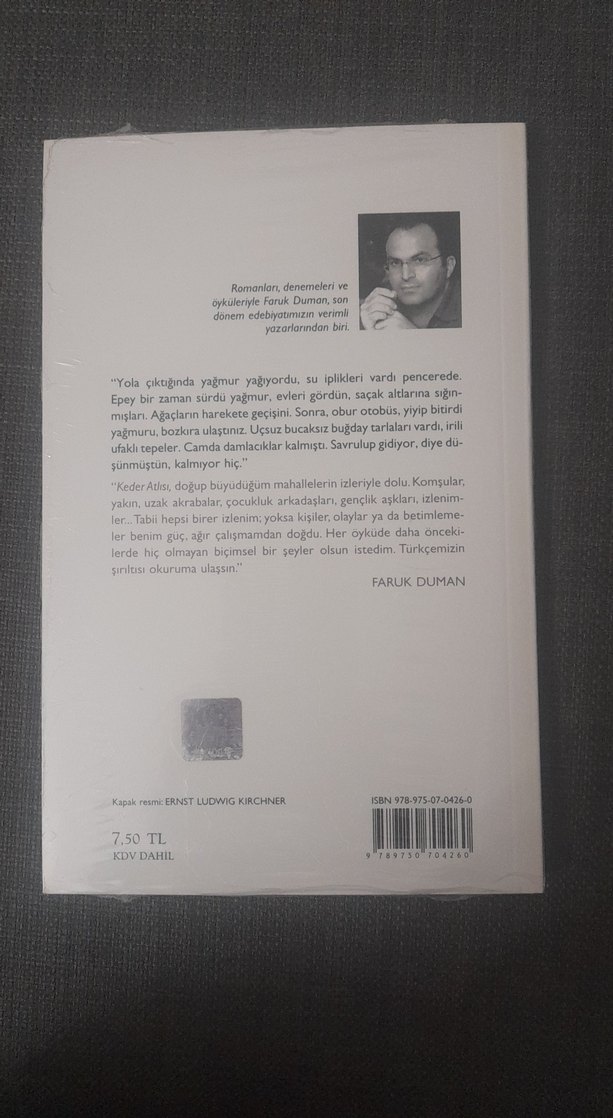 Romanları, denemeleri ve
öyküleriyle Faruk Duman, son
dönem edebiyatımızın verimli
yazarlarından biri.
“Yola çıktığında yağmur yağıyordu, su iplikleri vardı pencerede.
Epey bir zaman sürdü yağmur, evleri gördün, saçak altlarına sığın-
mışları. Ağaçların harekete geçişini. Sonra, obur otobüs, yiyip bitirdi
yağmuru, bozkıra ulaştınız. Uçsuz bucaksız buğday tarlaları vardı, irili
ufaklı tepeler. Camda damlacıklar kalmıştı. Savrulup gidiyor, diye dü-
şünmüştün, kalmıyor hiç.”
“Keder Atlısı, doğup büyüdüğüm mahallelerin izleriyle dolu. Komşular,
yakın, uzak akrabalar, çocukluk arkadaşları, gençlik aşkları, izlenim-
ler... Tabii hepsi birer izlenim; yoksa kişiler, olaylar ya da betimleme-
ler benim güç, ağır çalışmamdan doğdu. Her öyküde daha önceki-
lerde hiç olmayan biçimsel bir şeyler olsun istedim. Türkçemizin
şırıltısı okuruma ulaşsın.”
FARUK DUMAN
Kapak resmi: ERNST LUDWIG KIRCHNER
7,50 TL
KDV DAHİL
ISBN 978-975-07-0426-0
9 789750 704260